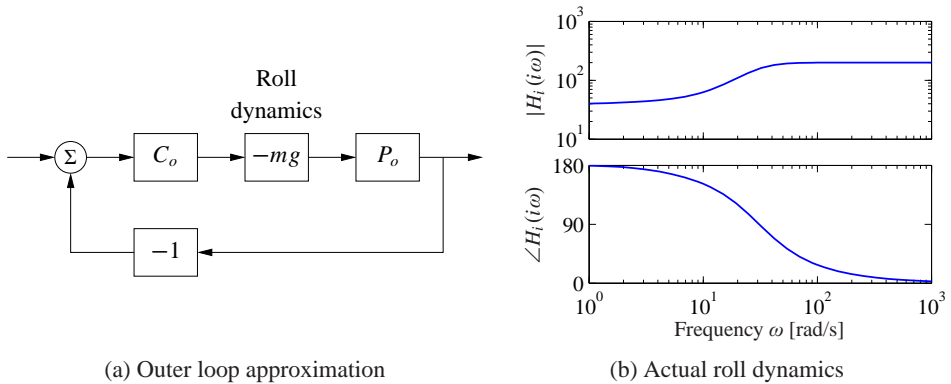 Roll
dynamics
Σ
C_o
−mg
P_o
−1
(a) Outer loop approximation
|H_i(iω)|
10^3
10^2
10^1
∠H_i(iω)
180
90
0
10^0 10^1 10^2 10^3
Frequency ω [rad/s]
(b) Actual roll dynamics